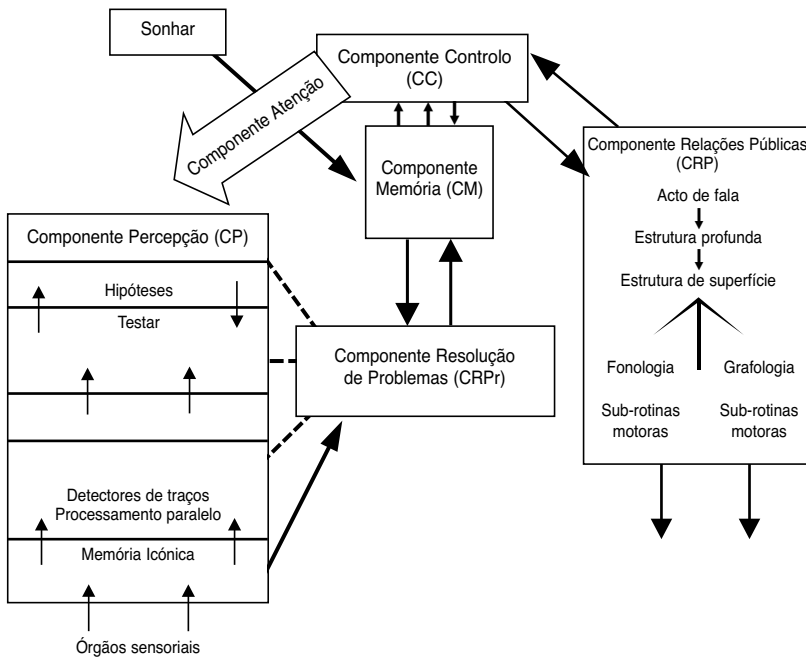 Sonhar
Componente Controlo
(CC)
Componente Atenção
Componente
Memória (CM)
Componente Relações Públicas
(CRP)
Acto de fala
Estrutura profunda
Estrutura de superfície
Fonologia
Grafologia
Sub-rotinas
motoras
Sub-rotinas
motoras
Componente Percepção (CP)
Hipóteses
Testar
Componente Resolução
de Problemas (CRPr)
Detectores de traços
Processamento paralelo
Memória Icónica
Órgãos sensoriais